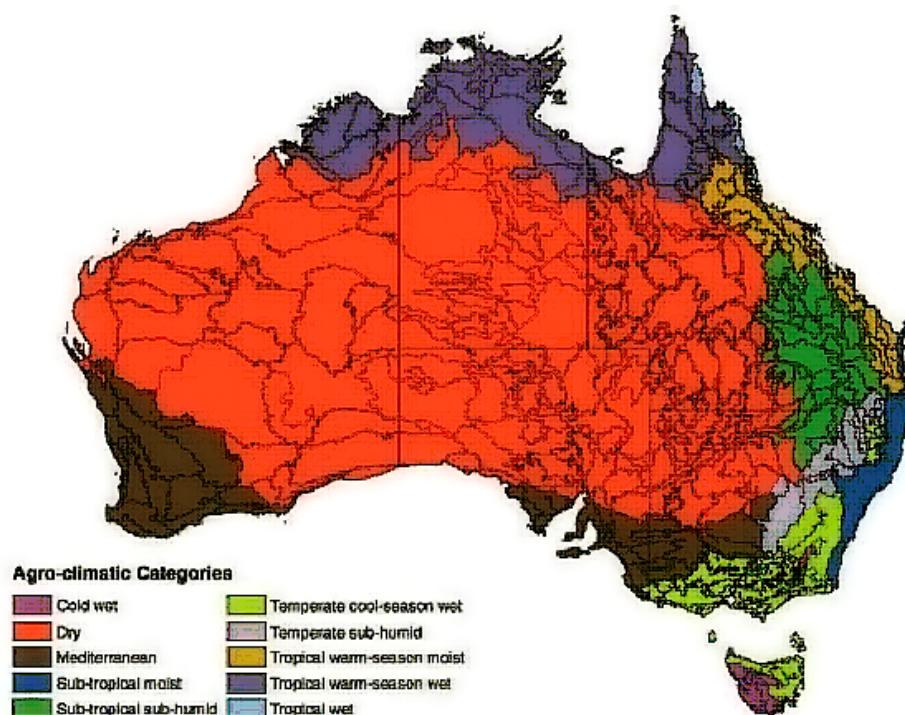 Agro-climatic Categories
Cold wet
Dry
Mediterranean
Sub-tropical moist
Sub-tropical sub-humid
Temperate cool-season wet
Temperate sub-humid
Tropical warm-season moist
Tropical warm-season wet
Tropical wet